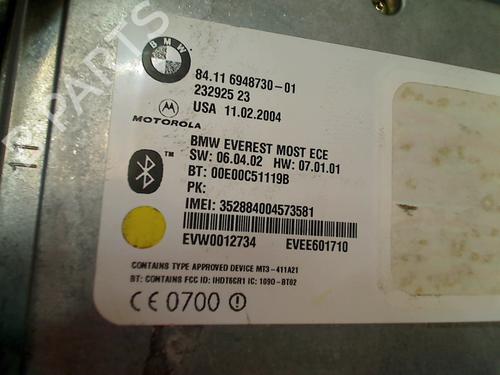 BMW
84.11 6948730-01
232925 23
USA 11.02.2004
MOTOROLA
BMW EVEREST MOST ECE
SW: 06.04.02 HW: 07.01.01
TM
BT: 00E00C51119B
PK:
IMEI: 352884004573581
EVW0012734 EVEE601710
CONTAINS TYPE APPROVED DEVICE MT3-411A21
BT: CONTAINS FCC ID: IHDT6CR1 IC: 109O-BT02
CE 0700
PARTS